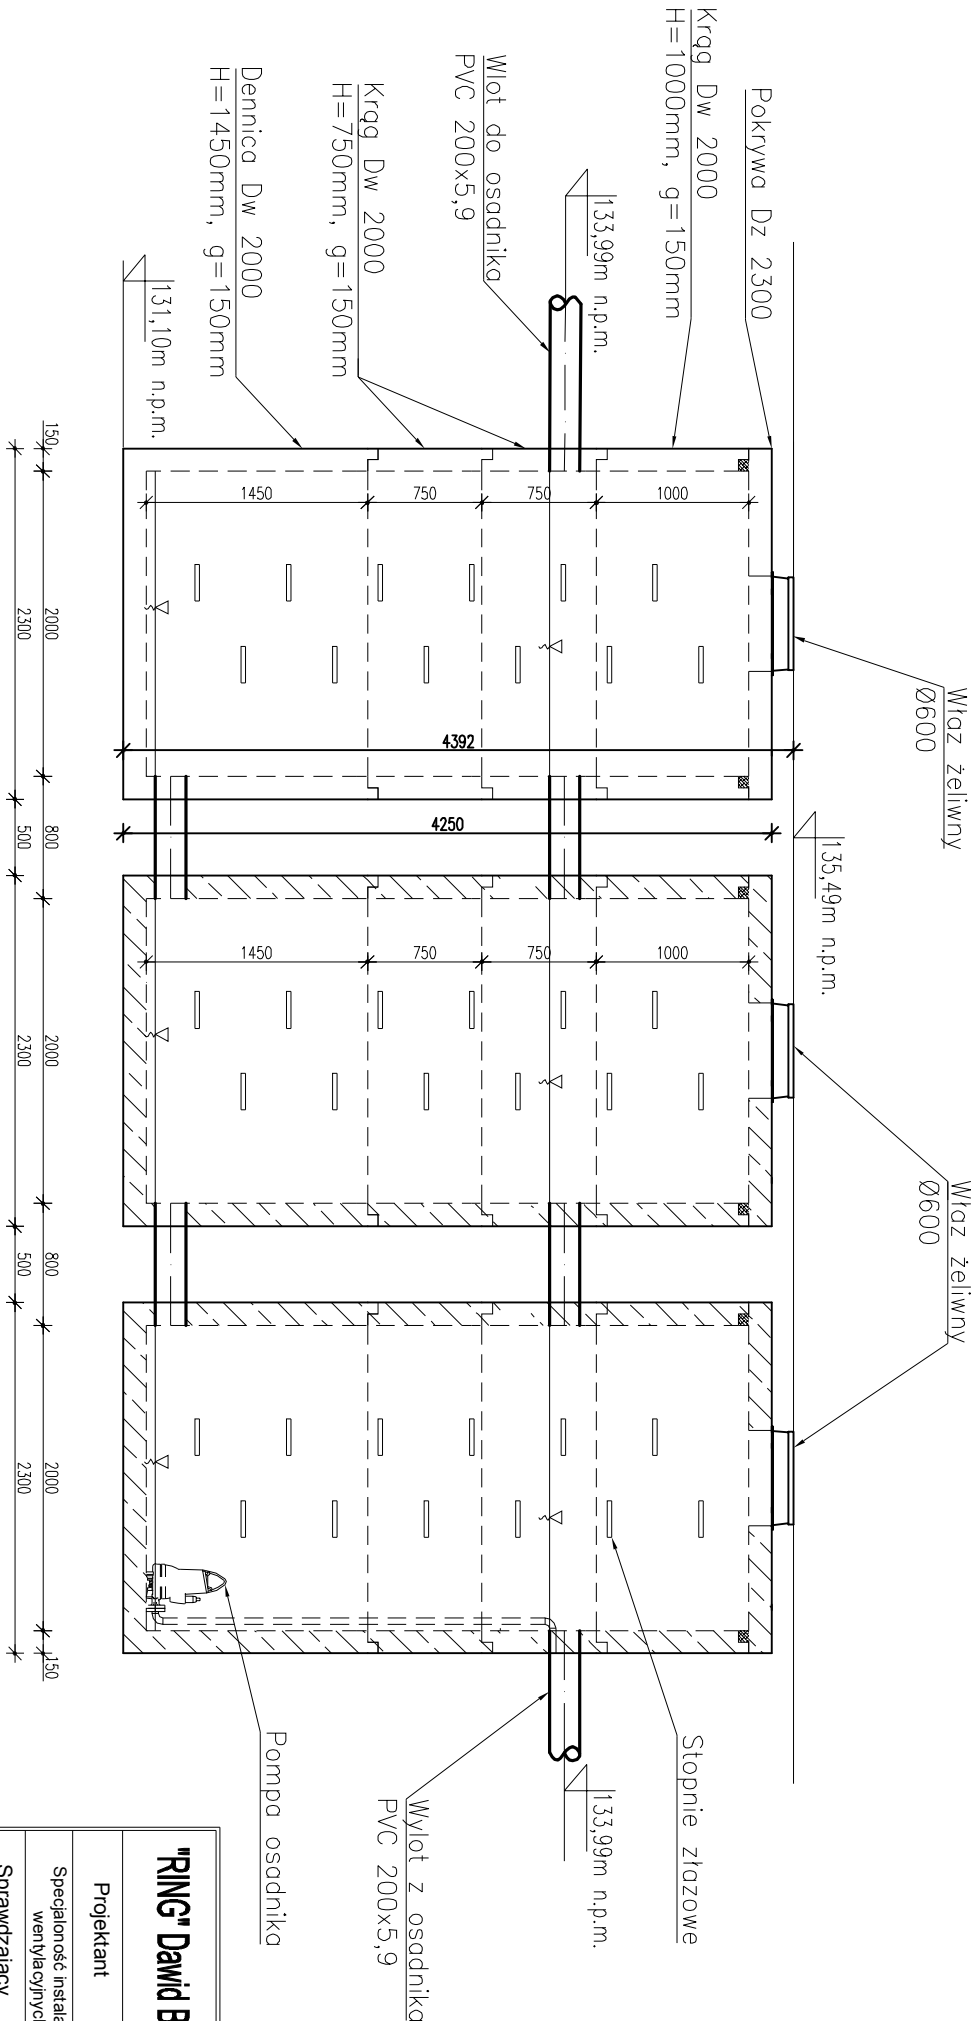 Właz żeliwny
Ø600
Właz żeliwny
Ø600
135,49m n.p.m.
Pokrywa Dz 2300
Krąg Dw 2000
H=1000mm, g=150mm
Wlot do osadnika
PVC 200x5,9
133,99m n.p.m.
Krąg Dw 2000
H=750mm, g=150mm
Dennica Dw 2000
H=1450mm, g=150mm
131,10m n.p.m.
1450
750
750
1000
4392
4250
1450
750
750
1000
Stopnie złazowe
133,99m n.p.m.
Wylot z osadnika
PVC 200x5,9
Pompa osadnika
150
2000
800
2000
800
2000
150
2300
500
2300
500
2300
"RING" Dawid B
Projektant
Specjaloność instala
wentylacyjnych
Sprawdzający